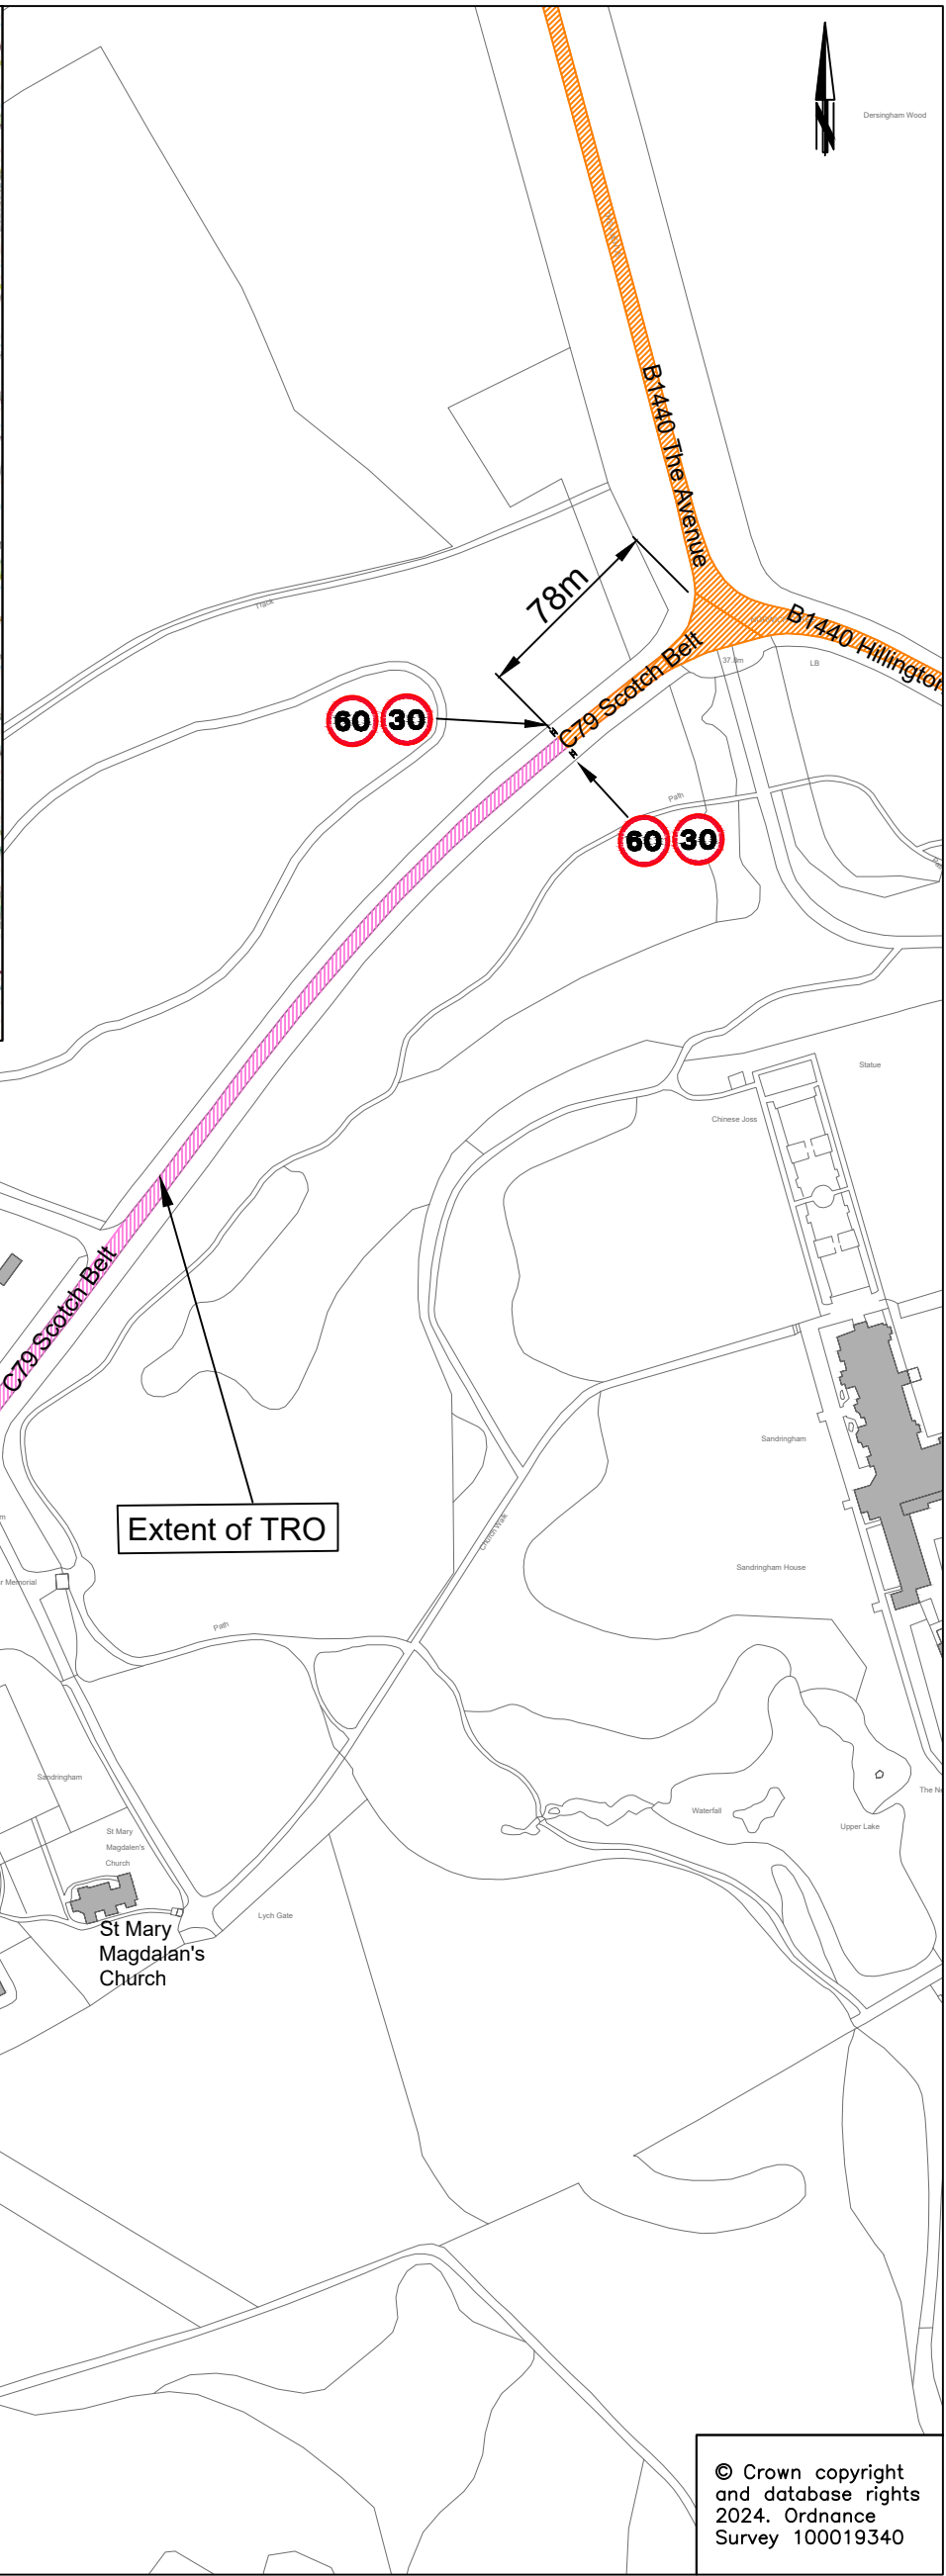 Dersingham Wood
B1440 The Avenue
78m
Track
B1440 Hillington
C79 Scotch Belt
37.8m
LB
60 30
60 30
Path
Statue
Chinese Joss
C79 Scotch Belt
Sandringham
Extent of TRO
Church Walk
Sandringham House
r Memorial
Path
Sandringham
The No
Waterfall
Upper Lake
St Mary
Magdalen's
Church
Lych Gate
St Mary
Magdalan's
Church
© Crown copyright
and database rights
2024. Ordnance
Survey 100019340